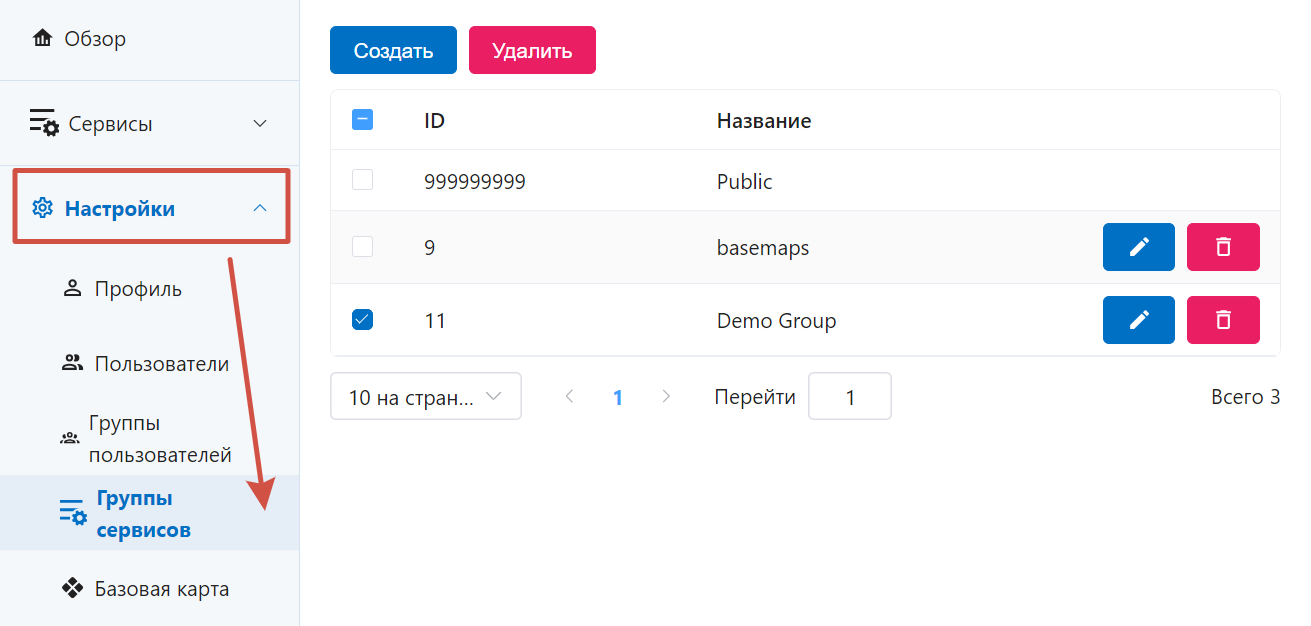 Обзор
Сервисы
Настройки
Профиль
Пользователи
Группы
пользователей
Группы
сервисов
Базовая карта
Создать Удалить
ID Название
999999999 Public
9 basemaps
11 Demo Group
10 на стран... 1 Перейти 1 Всего 3